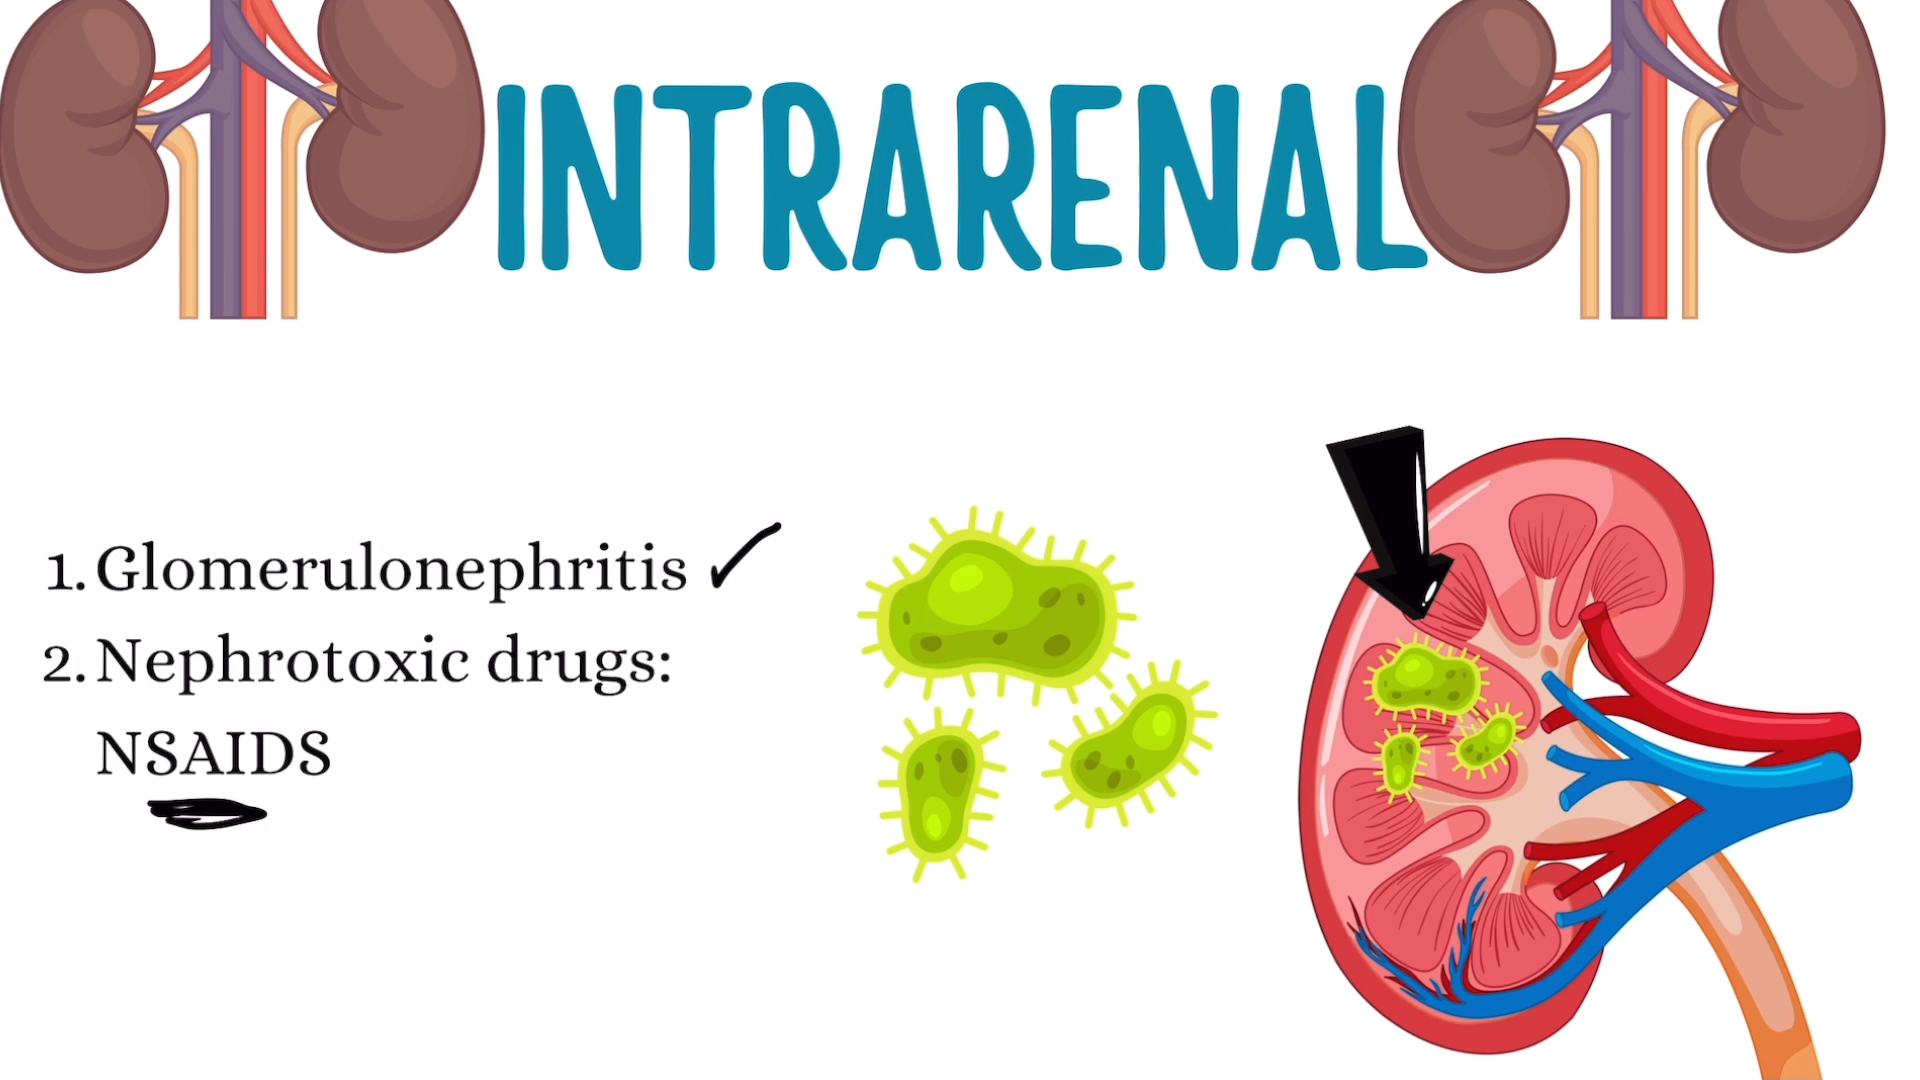 INTRARENAL
1. Glomerulonephritis ✓
2. Nephrotoxic drugs:
NSAIDS